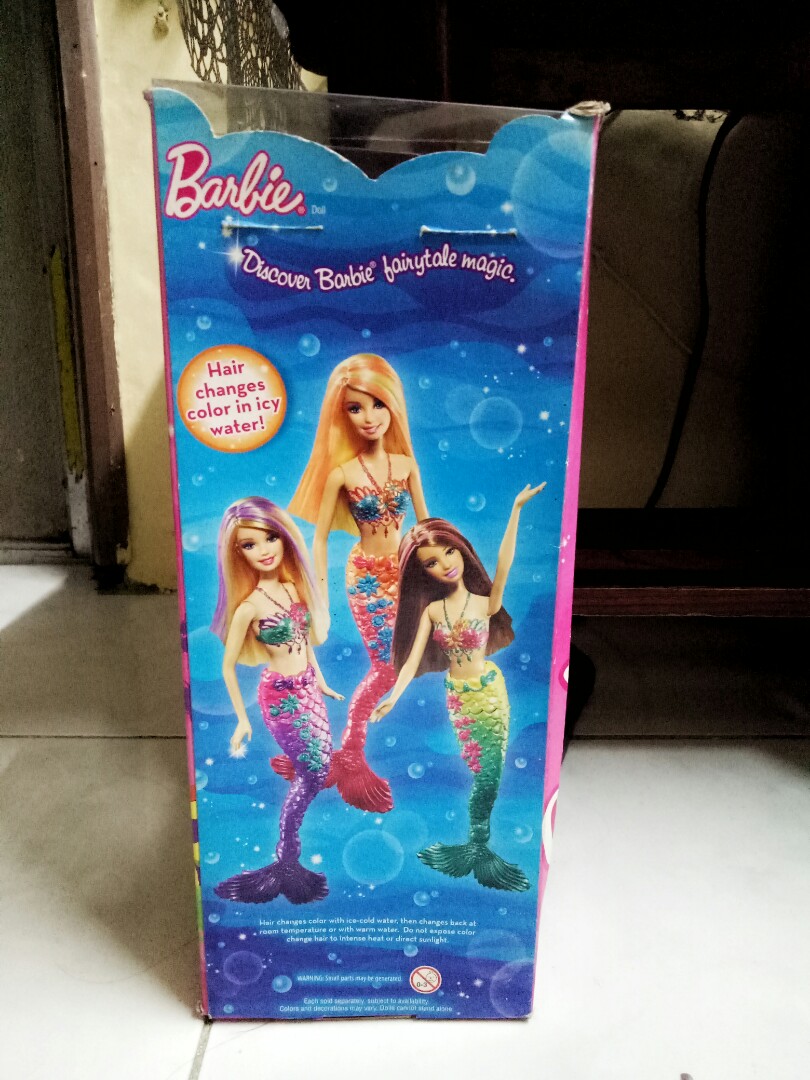 Barbie® Doll
Discover Barbie® fairytale magic.
Hair
changes
color in icy
water!
Hair changes color with ice-cold water, then changes back at
room temperature or with warm water. Do not expose color
change hair to intense heat or direct sunlight.
WARNING: Small parts may be generated. 0-3
Each sold separately, subject to availability.
Colors and decorations may vary. Dolls cannot stand alone.